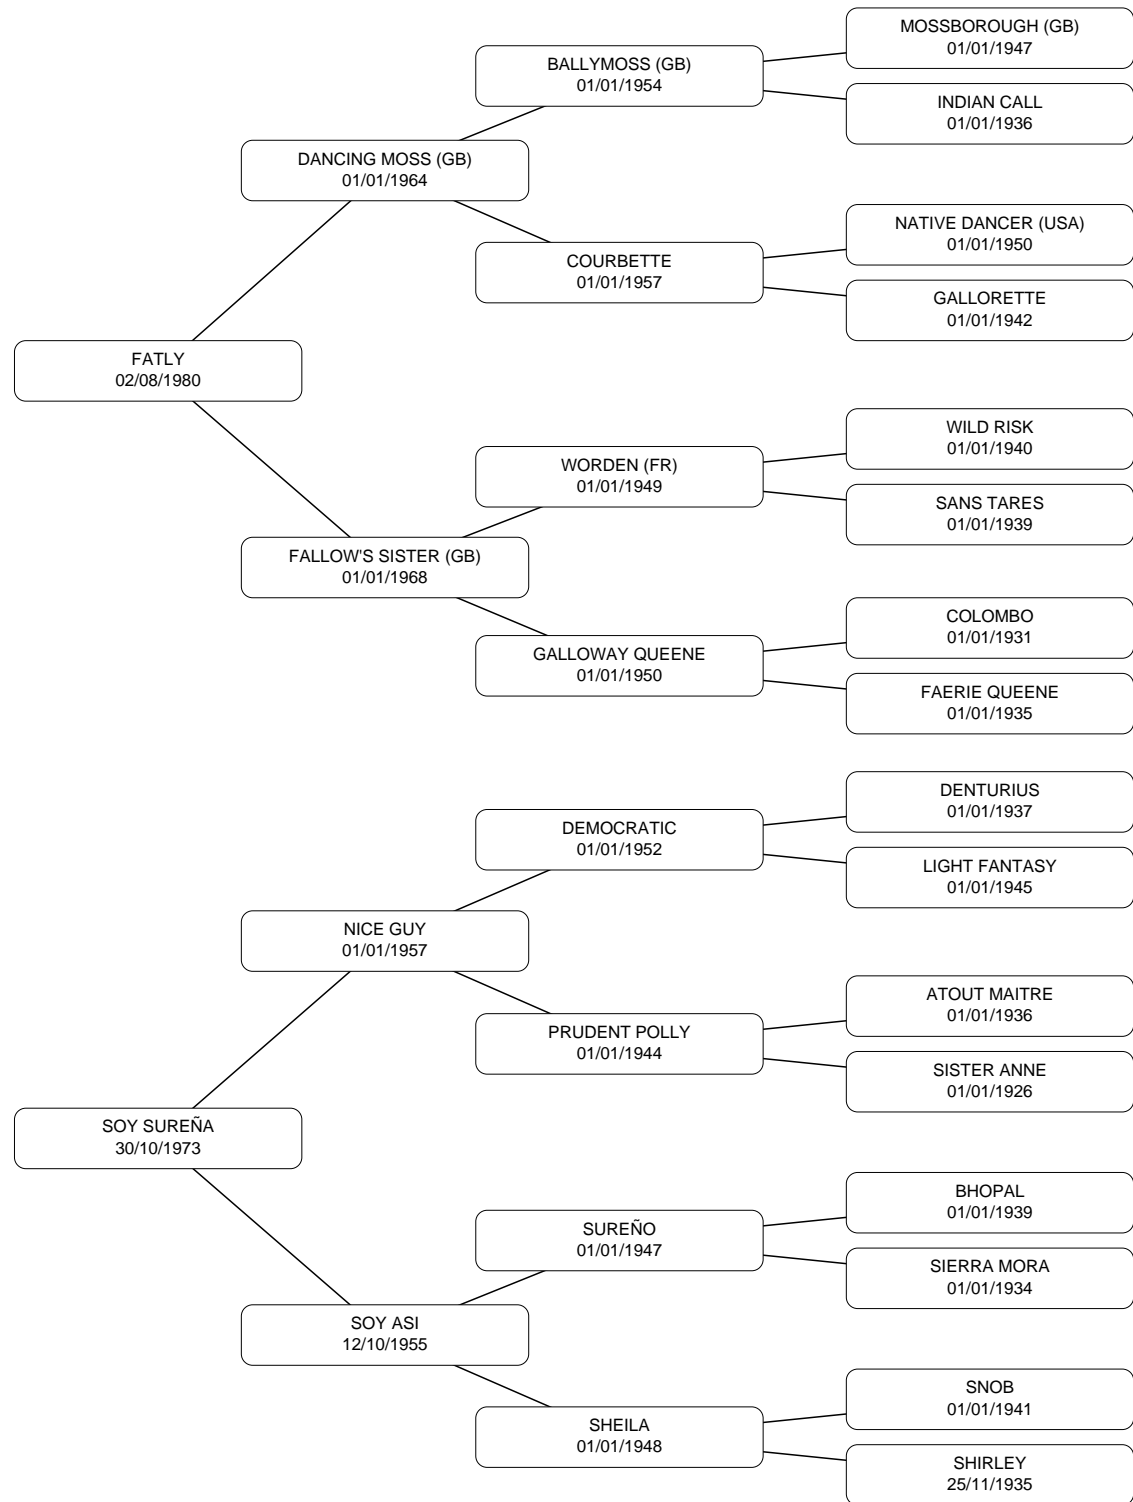 MOSSBOROUGH (GB)
01/01/1947
BALLYMOSS (GB)
01/01/1954
INDIAN CALL
01/01/1936
DANCING MOSS (GB)
01/01/1964
NATIVE DANCER (USA)
01/01/1950
COURBETTE
01/01/1957
GALLORETTE
01/01/1942
FATLY
02/08/1980
WILD RISK
01/01/1940
WORDEN (FR)
01/01/1949
SANS TARES
01/01/1939
FALLOW'S SISTER (GB)
01/01/1968
COLOMBO
01/01/1931
GALLOWAY QUEENE
01/01/1950
FAERIE QUEENE
01/01/1935
DENTURIUS
01/01/1937
DEMOCRATIC
01/01/1952
LIGHT FANTASY
01/01/1945
NICE GUY
01/01/1957
ATOUT MAITRE
01/01/1936
PRUDENT POLLY
01/01/1944
SISTER ANNE
01/01/1926
SOY SUREÑA
30/10/1973
BHOPAL
01/01/1939
SUREÑO
01/01/1947
SIERRA MORA
01/01/1934
SOY ASI
12/10/1955
SNOB
01/01/1941
SHEILA
01/01/1948
SHIRLEY
25/11/1935